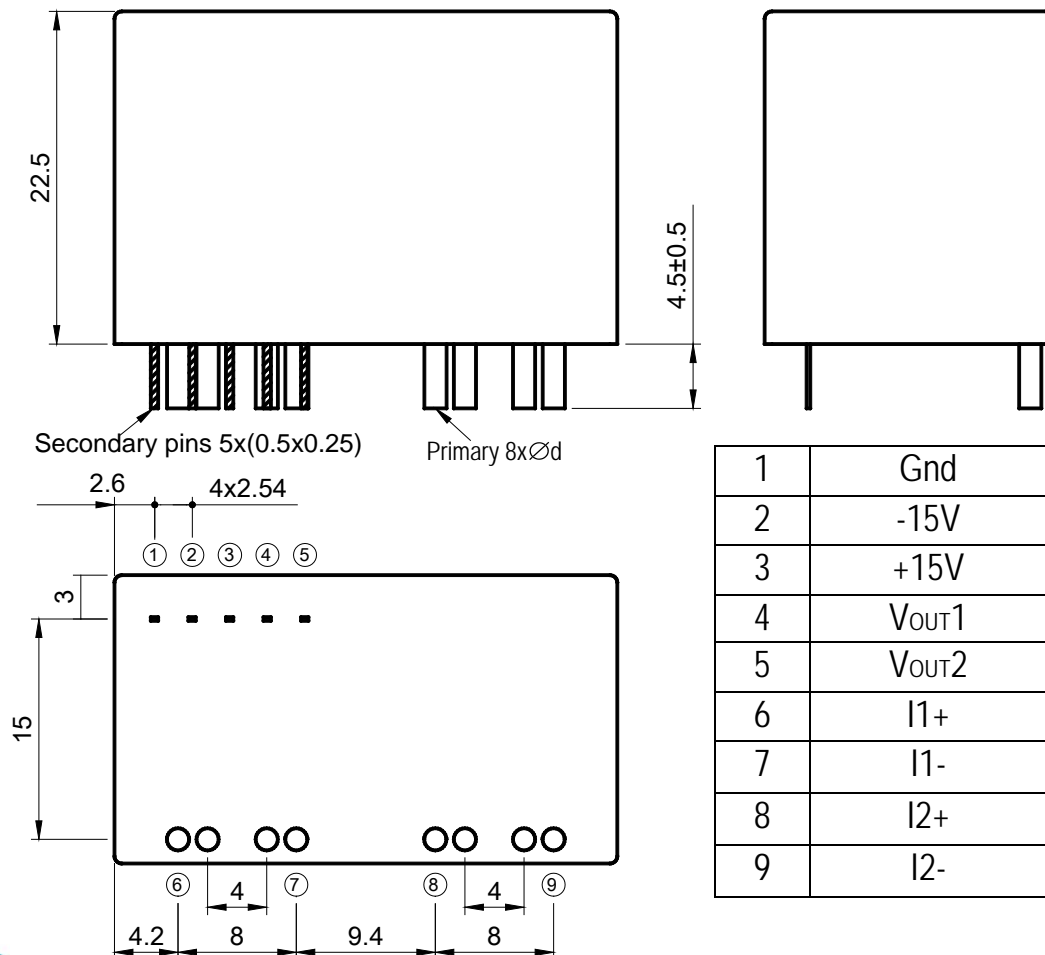 22.5
4.5±0.5
Secondary pins 5x(0.5x0.25)
Primary 8xØd
2.6
4x2.54
① ② ③ ④ ⑤
3
15
⑥ ⑦ ⑧ ⑨
4 4
4.2 8 9.4 8
1 Gnd
2 -15V
3 +15V
4 VOUT1
5 VOUT2
6 I1+
7 I1-
8 I2+
9 I2-